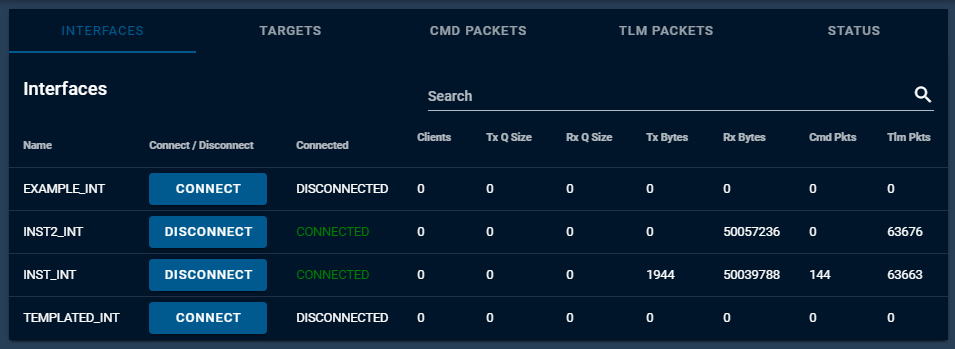 INTERFACES TARGETS CMD PACKETS TLM PACKETS STATUS
Interfaces
Search
Name Connect / Disconnect Connected Clients Tx Q Size Rx Q Size Tx Bytes Rx Bytes Cmd Pkts Tlm Pkts
EXAMPLE_INT CONNECT DISCONNECTED 0 0 0 0 0 0 0
INST2_INT DISCONNECT CONNECTED 0 0 0 0 50057236 0 63676
INST_INT DISCONNECT CONNECTED 0 0 0 1944 50039788 144 63663
TEMPLATED_INT CONNECT DISCONNECTED 0 0 0 0 0 0 0